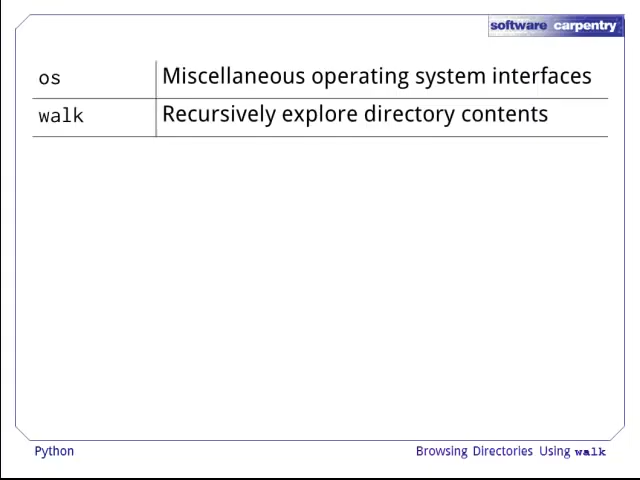 software carpentry
os Miscellaneous operating system interfaces
walk Recursively explore directory contents
Python Browsing Directories Using walk